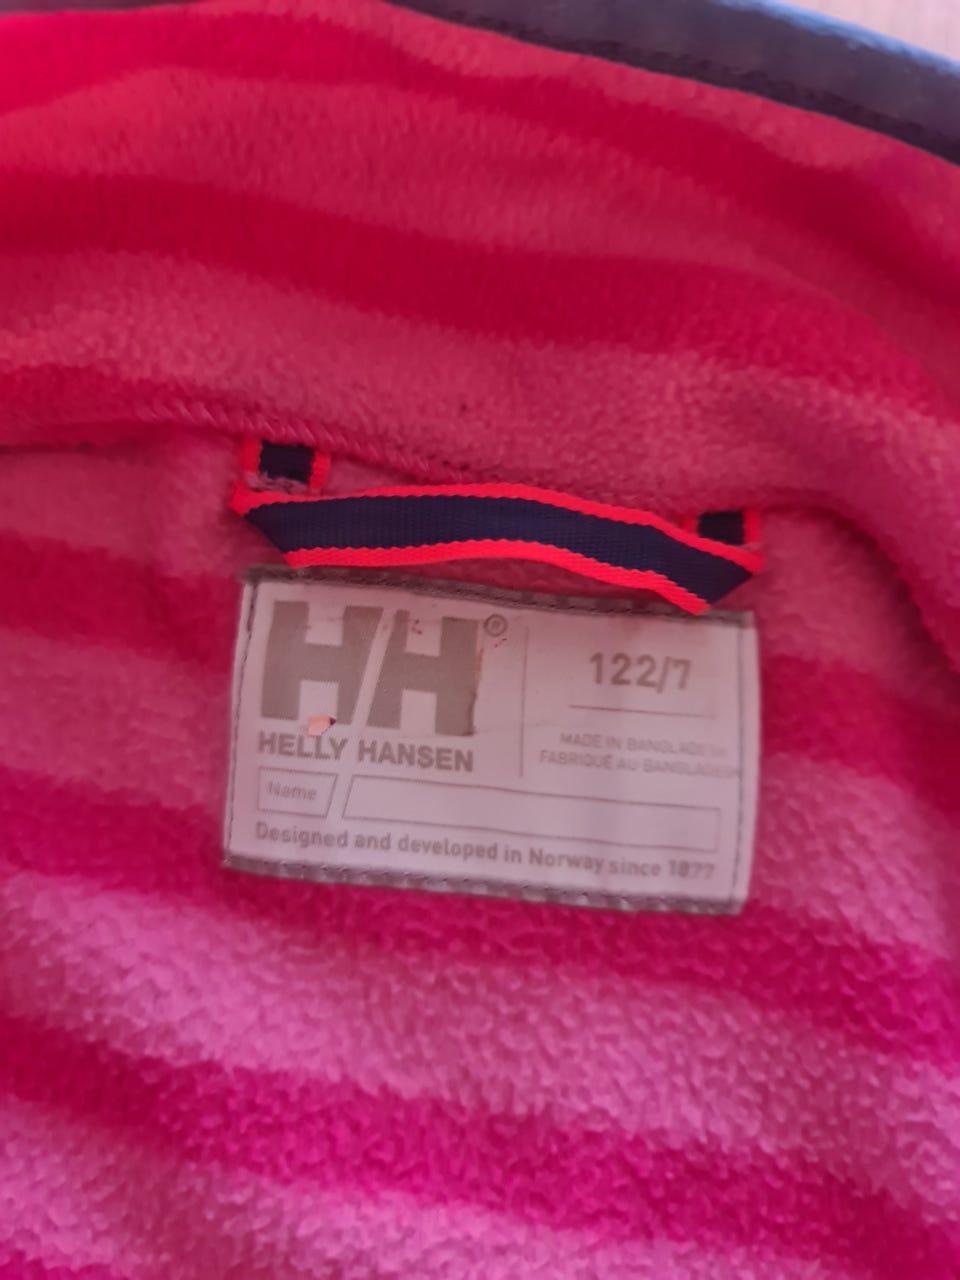 HH®
HELLY HANSEN
122/7
MADE IN BANGLADESH
FABRIQUÉ AU BANGLADESH
Name
Designed and developed in Norway since 1877